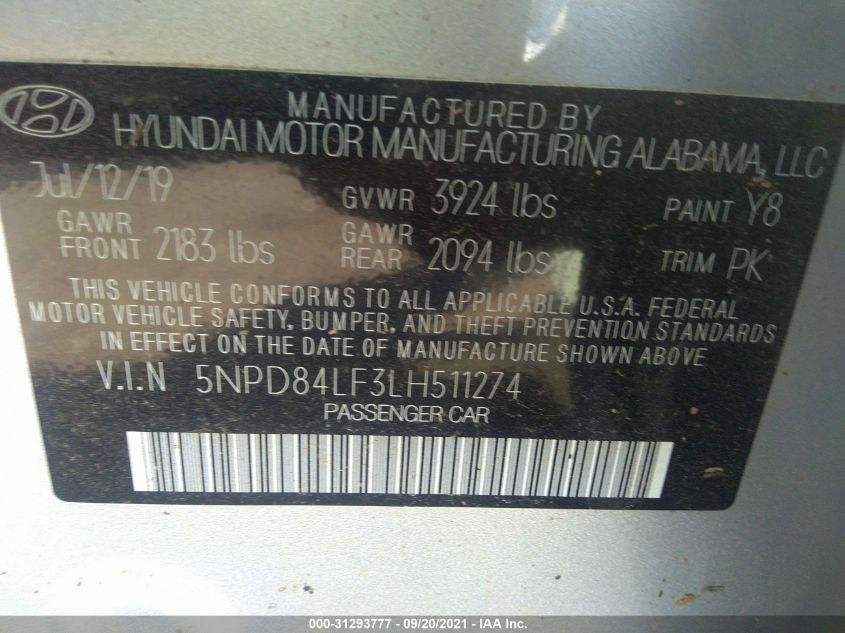 MANUFACTURED BY
HYUNDAI MOTOR MANUFACTURING ALABAMA, LLC
Jul/12/19 GVWR 3924 lbs PAINT Y8
GAWR FRONT 2183 lbs GAWR REAR 2094 lbs TRIM PK
THIS VEHICLE CONFORMS TO ALL APPLICABLE U.S.A. FEDERAL
MOTOR VEHICLE SAFETY, BUMPER, AND THEFT PREVENTION STANDARDS
IN EFFECT ON THE DATE OF MANUFACTURE SHOWN ABOVE
V.I.N 5NPD84LF3LH511274
PASSENGER CAR
000-31293777 - 09/20/2021 - IAA Inc.